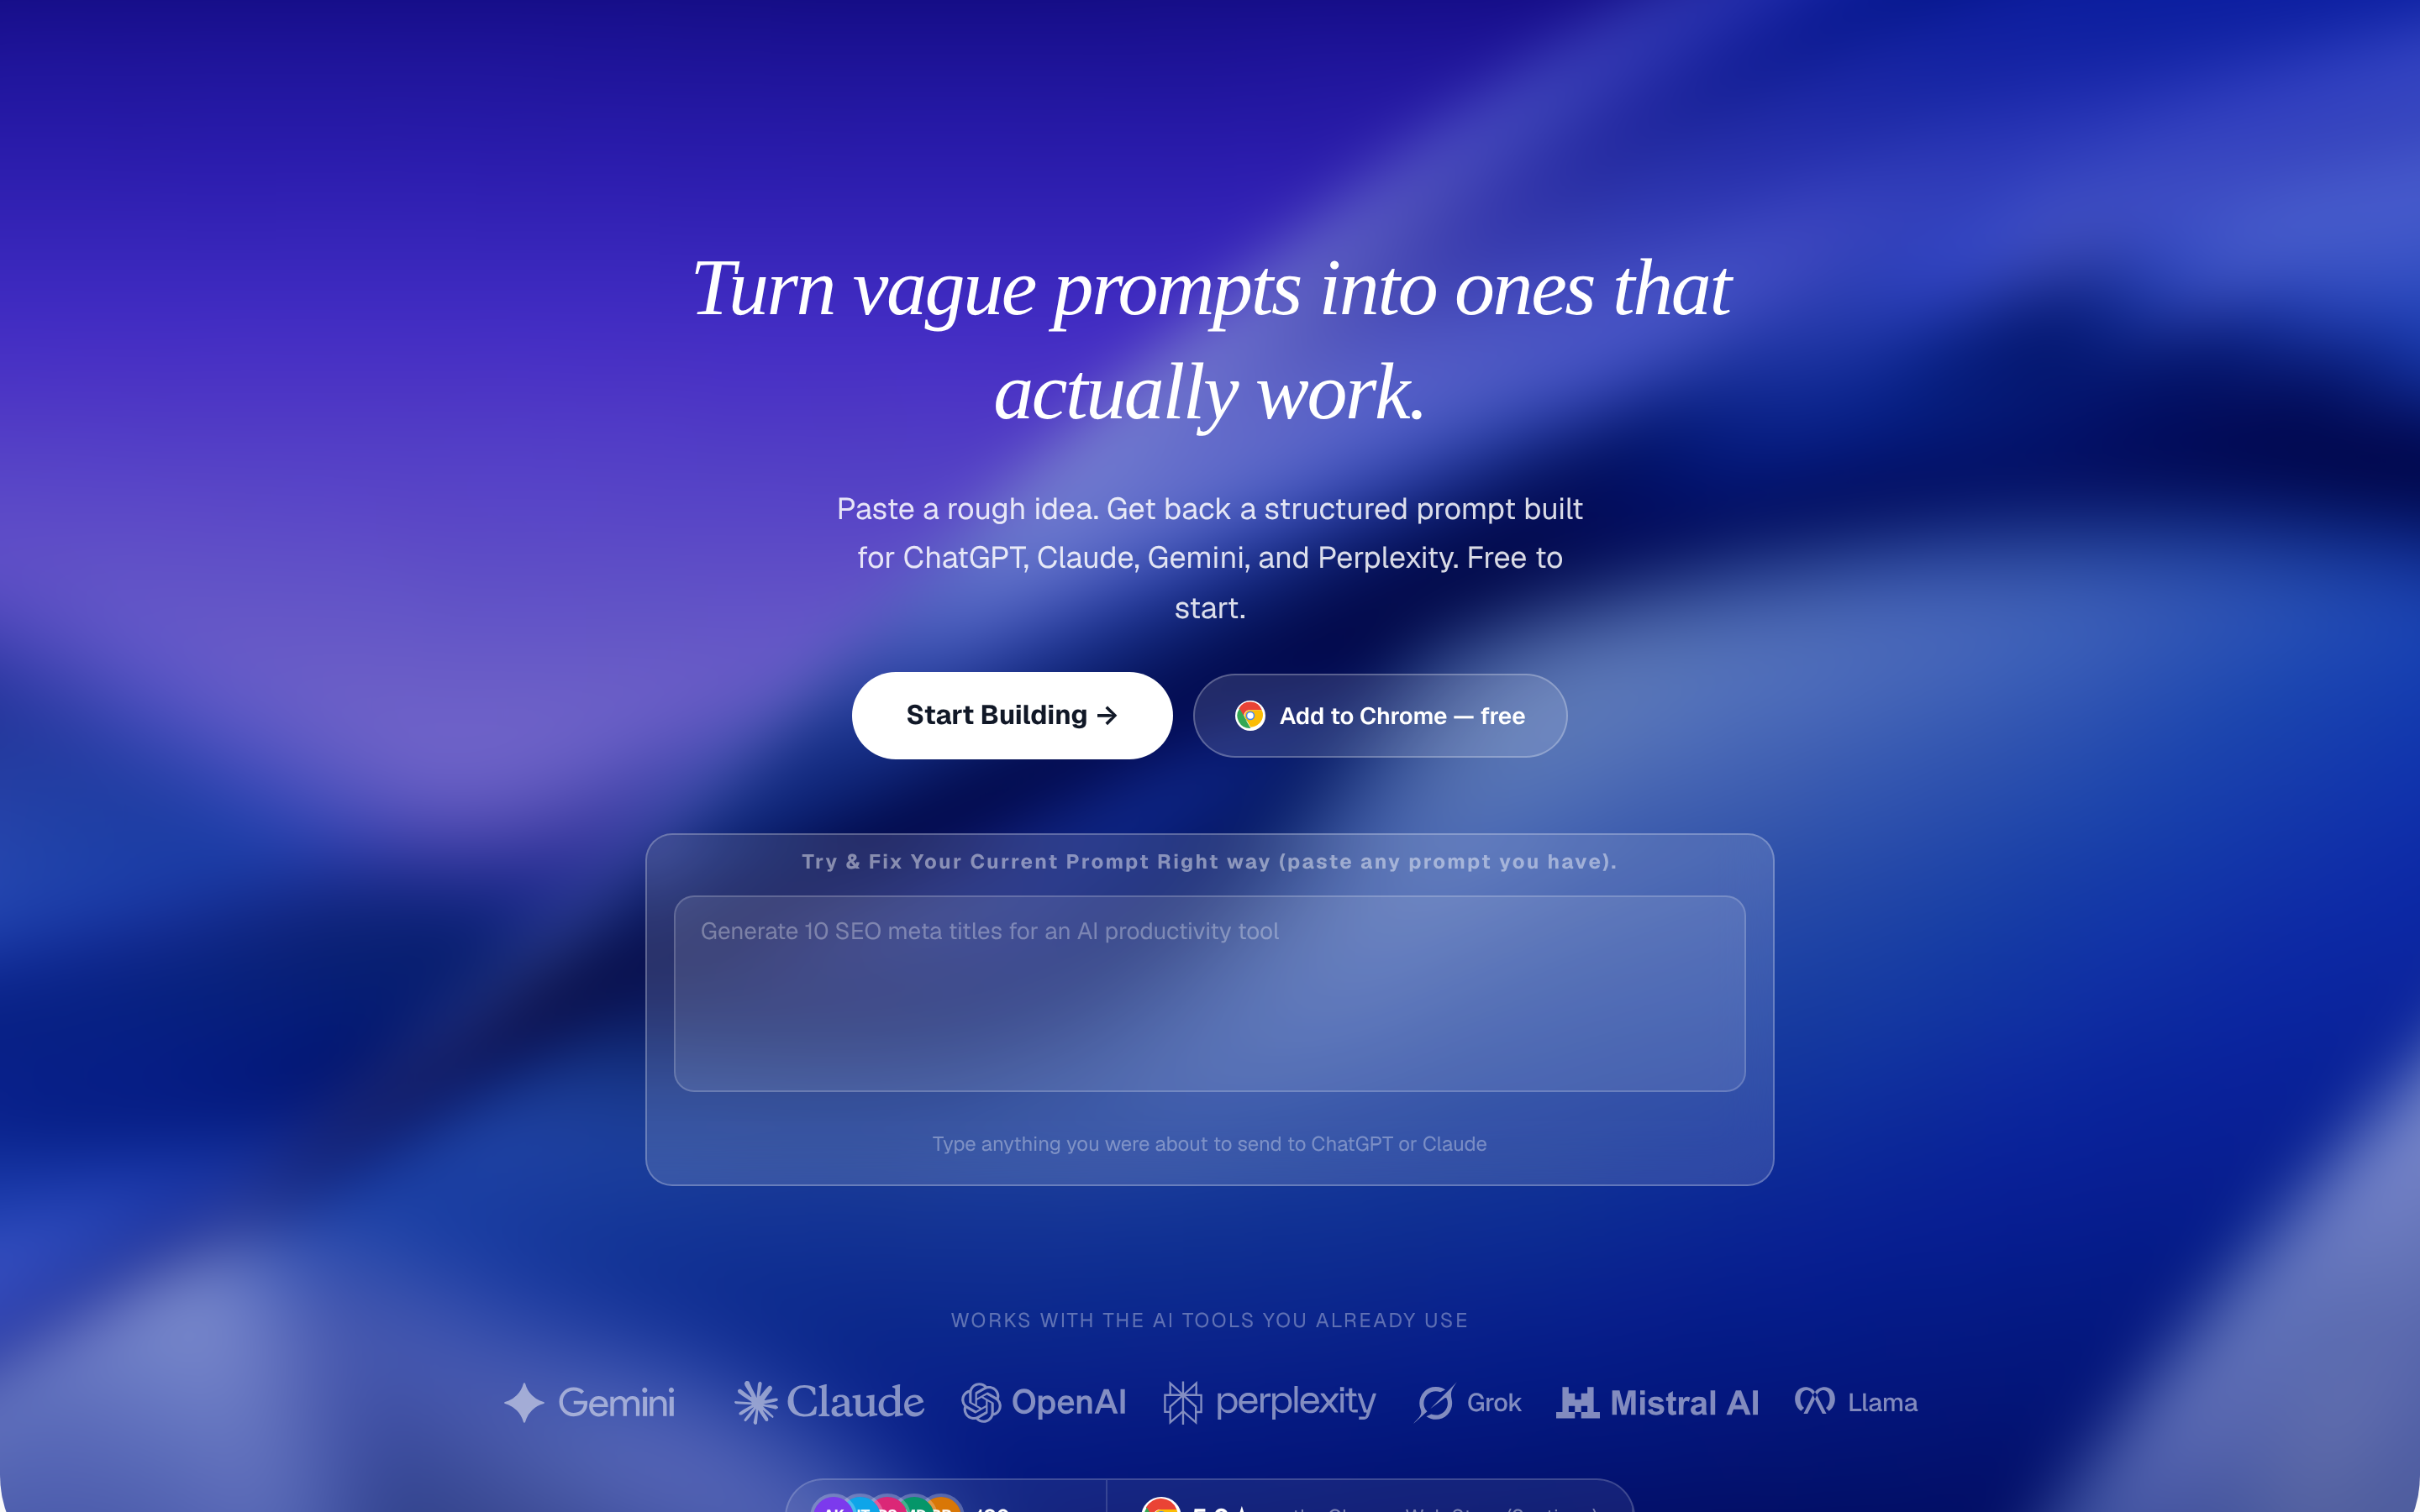 Turn vague prompts into ones that
actually work.
Paste a rough idea. Get back a structured prompt built
for ChatGPT, Claude, Gemini, and Perplexity. Free to
start.
Start Building →
Add to Chrome — free
Try & Fix Your Current Prompt Right way (paste any prompt you have).
Generate 10 SEO meta titles for an AI productivity tool
Type anything you were about to send to ChatGPT or Claude
WORKS WITH THE AI TOOLS YOU ALREADY USE
Gemini Claude OpenAI perplexity Grok Mistral AI Llama